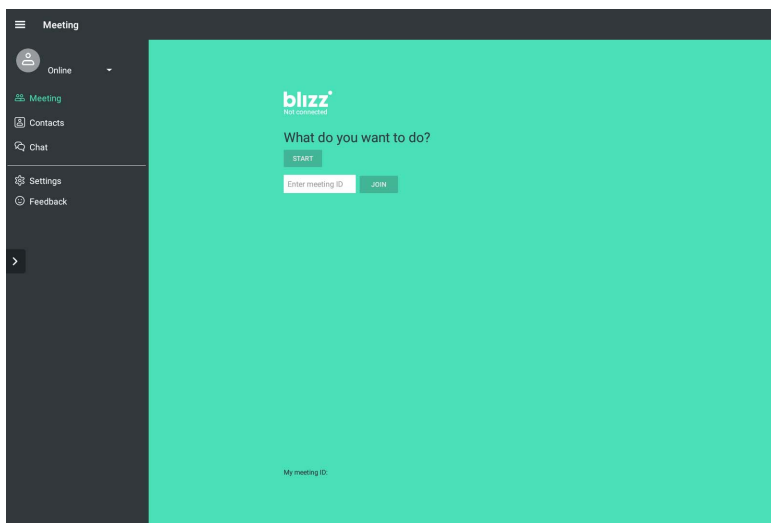 Meeting
Online
Meeting
Contacts
Chat
Settings
Feedback
blizz
Not connected
What do you want to do?
START
Enter meeting ID
JOIN
My meeting ID: